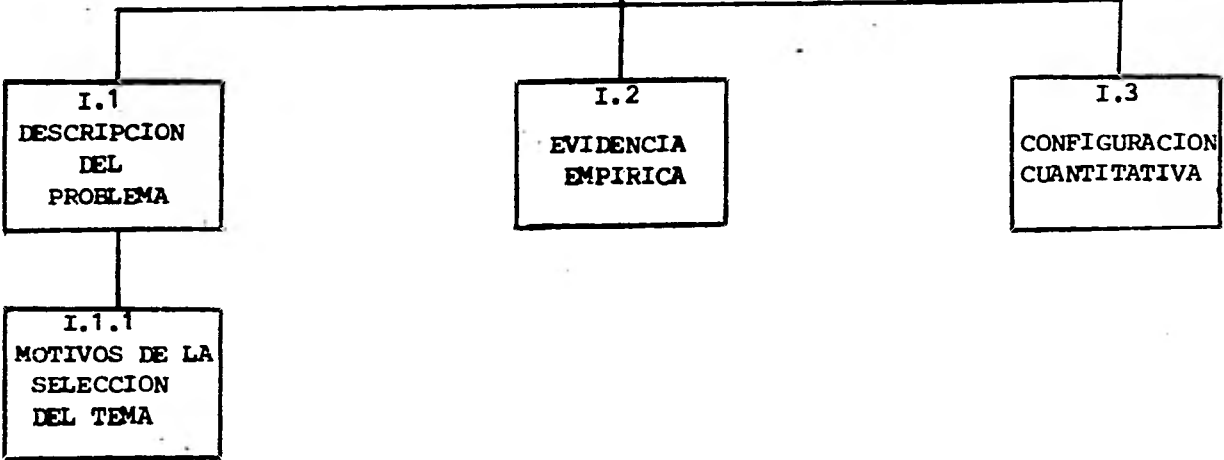 I.1
DESCRIPCION
DEL
PROBLEMA
I.2
EVIDENCIA
EMPIRICA
I.3
CONFIGURACION
CUANTITATIVA
I.1.1
MOTIVOS DE LA
SELECCION
DEL TEMA